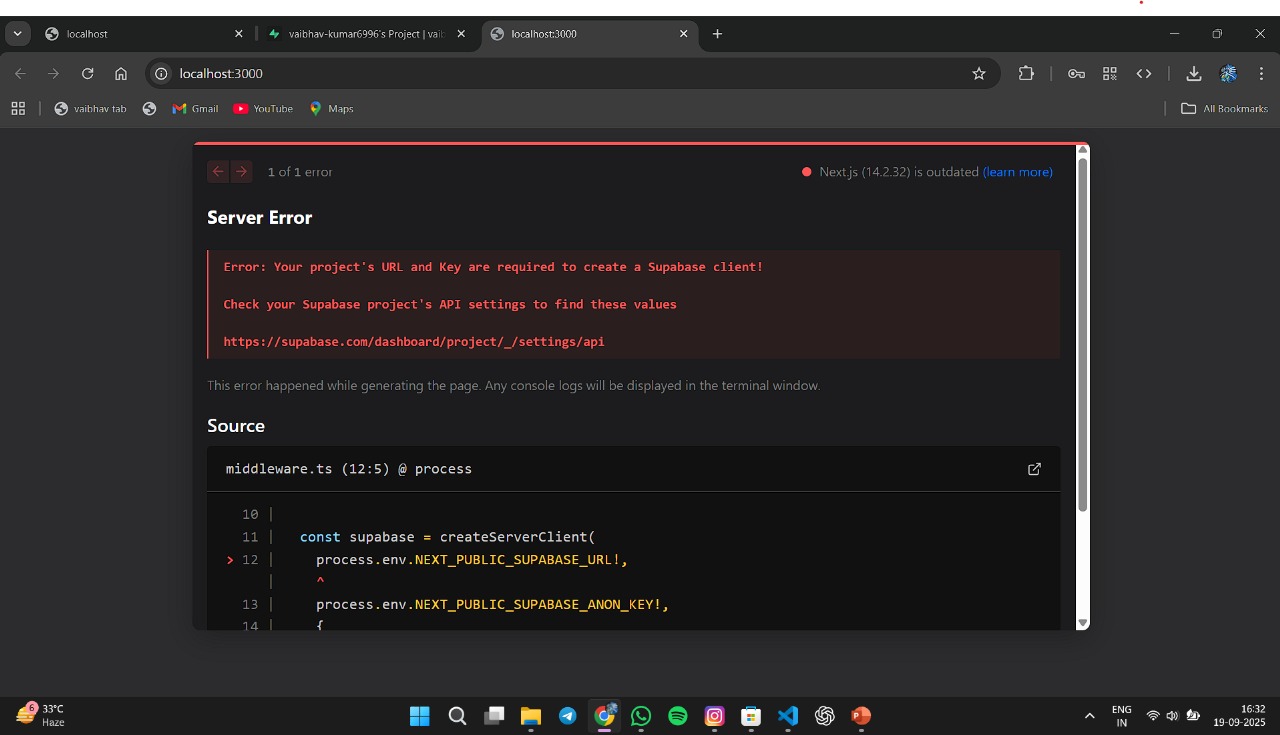 localhost
vaibhav-kumar6996's Project | vaib
localhost:3000
localhost:3000
vaibhav tab
Gmail
YouTube
Maps
All Bookmarks
1 of 1 error
Next.js (14.2.32) is outdated (learn more)
Server Error
Error: Your project's URL and Key are required to create a Supabase client!
Check your Supabase project's API settings to find these values
https://supabase.com/dashboard/project/_/settings/api
This error happened while generating the page. Any console logs will be displayed in the terminal window.
Source
middleware.ts (12:5) @ process
10 |
11 | const supabase = createServerClient(
> 12 | process.env.NEXT_PUBLIC_SUPABASE_URL!,
| ^
13 | process.env.NEXT_PUBLIC_SUPABASE_ANON_KEY!,
14 | {
6
33°C
Haze
ENG
IN
16:32
19-09-2025